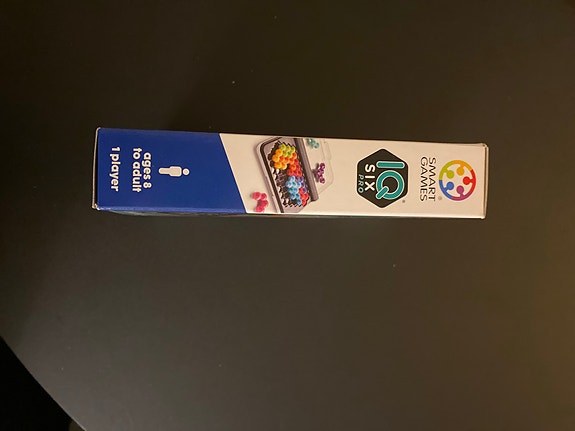 SMART®
GAMES
IQ®
SIX
PRO
ages 8
to adult
1 player